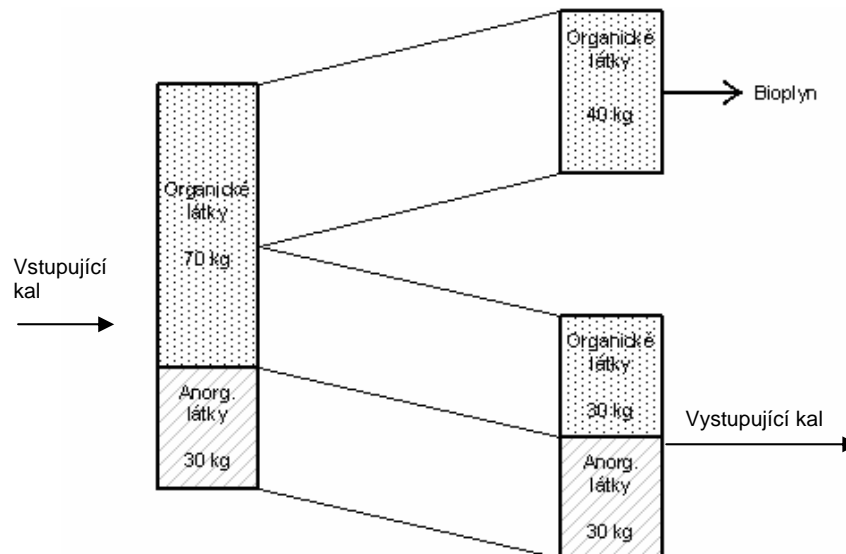 Vstupující
kal
Organické
látky
70 kg
Anorg.
látky
30 kg
Organické
látky
40 kg
Bioplyn
Organické
látky
30 kg
Anorg.
látky
30 kg
Vystupující kal